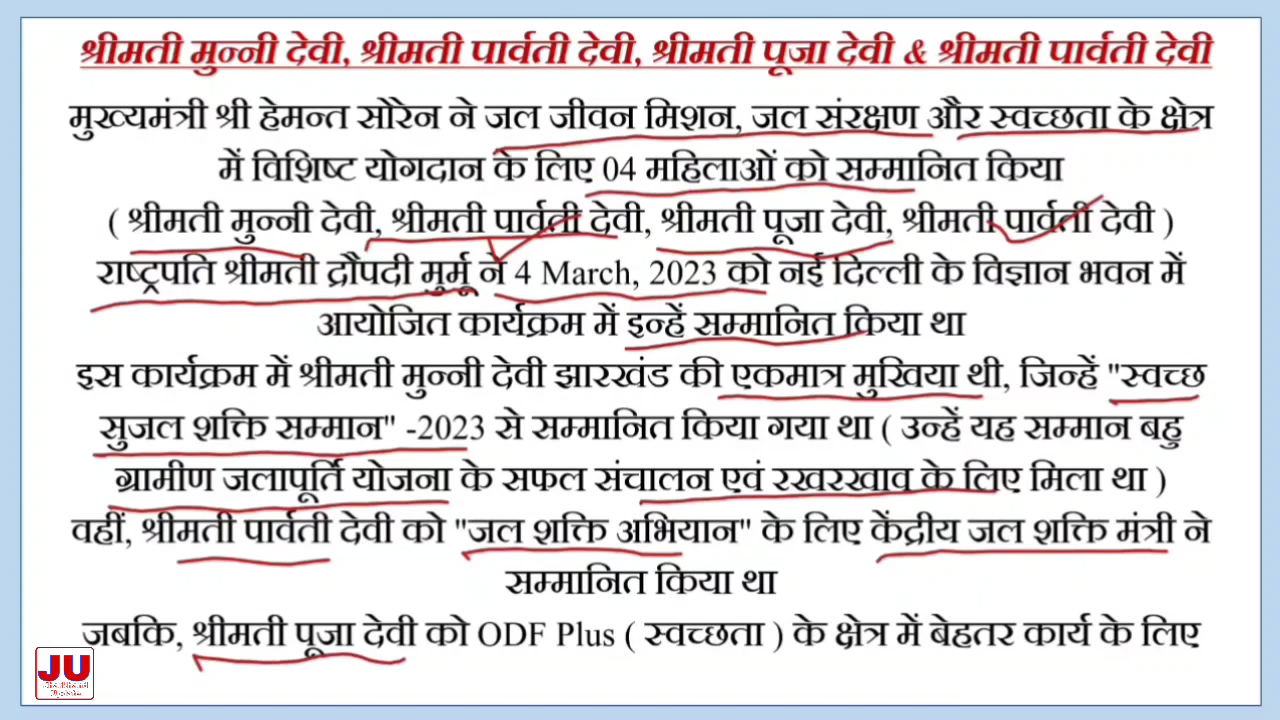 श्रीमती मुन्नी देवी, श्रीमती पार्वती देवी, श्रीमती पूजा देवी & श्रीमती पार्वती देवी
मुख्यमंत्री श्री हेमन्त सोरेन ने जल जीवन मिशन, जल संरक्षण और स्वच्छता के क्षेत्र
में विशिष्ट योगदान के लिए 04 महिलाओं को सम्मानित किया
( श्रीमती मुन्नी देवी, श्रीमती पार्वती देवी, श्रीमती पूजा देवी, श्रीमती पार्वती देवी )
राष्ट्रपति श्रीमती द्रौपदी मुर्मू ने 4 March, 2023 को नई दिल्ली के विज्ञान भवन में
आयोजित कार्यक्रम में इन्हें सम्मानित किया था
इस कार्यक्रम में श्रीमती मुन्नी देवी झारखंड की एकमात्र मुखिया थी, जिन्हें "स्वच्छ
सुजल शक्ति सम्मान" -2023 से सम्मानित किया गया था ( उन्हें यह सम्मान बहु
ग्रामीण जलापूर्ति योजना के सफल संचालन एवं रखरखाव के लिए मिला था )
वहीं, श्रीमती पार्वती देवी को "जल शक्ति अभियान" के लिए केंद्रीय जल शक्ति मंत्री ने
सम्मानित किया था
जबकि, श्रीमती पूजा देवी को ODF Plus ( स्वच्छता ) के क्षेत्र में बेहतर कार्य के लिए
JU
Jharkhand
Update